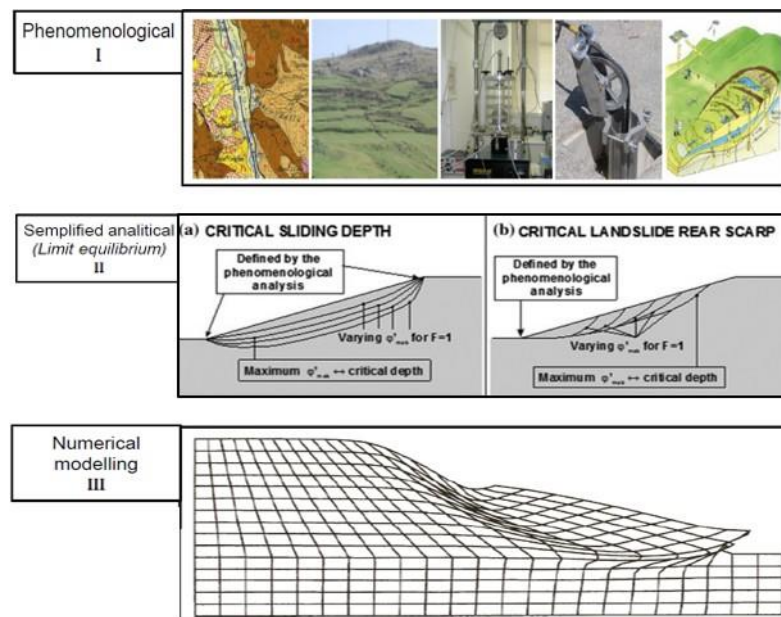 Phenomenological
I
Semplified analitical
(Limit equilibrium)
II
(a) CRITICAL SLIDING DEPTH
Defined by the
phenomenological
analysis
Varying φ'mob for F=1
Maximum φ'mob ↔ critical depth
(b) CRITICAL LANDSLIDE REAR SCARP
Defined by the
phenomenological
analysis
Varying φ'mob for F=1
Maximum φ'mob ↔ critical depth
Numerical
modelling
III